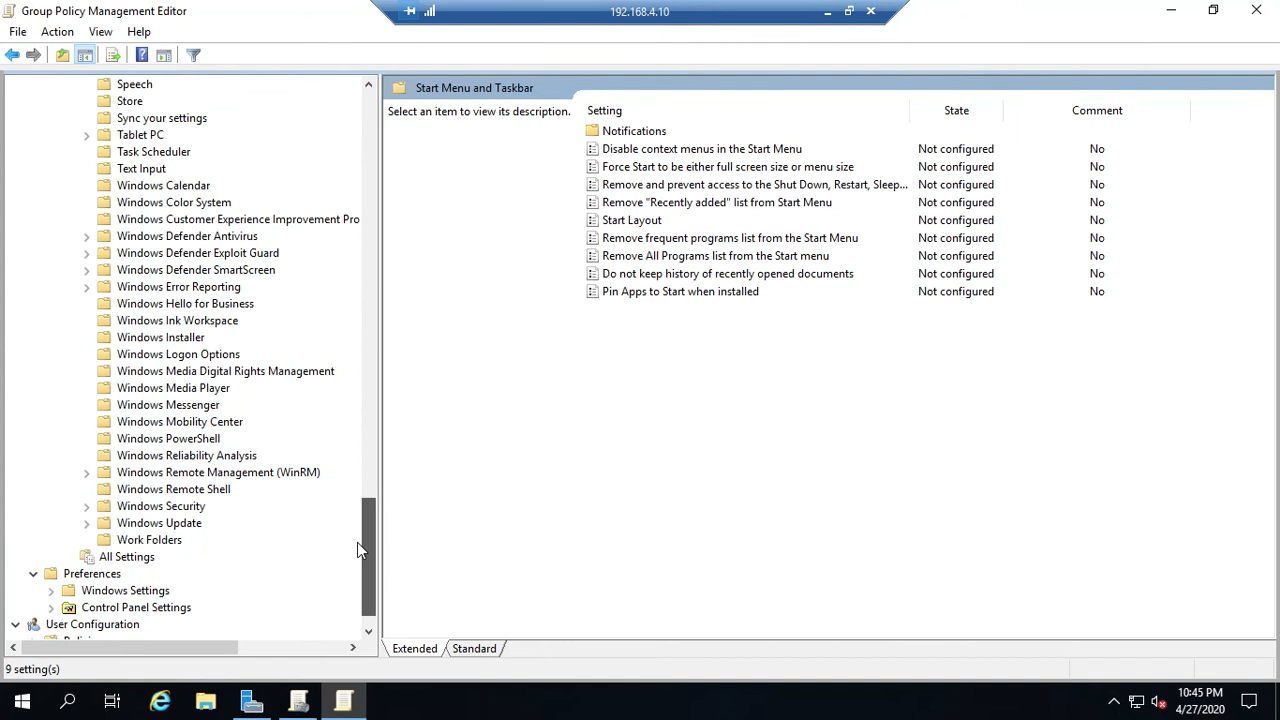 Group Policy Management Editor
192.168.4.10
File Action View Help
Speech
Store
Sync your settings
Tablet PC
Task Scheduler
Text Input
Windows Calendar
Windows Color System
Windows Customer Experience Improvement Pro
Windows Defender Antivirus
Windows Defender Exploit Guard
Windows Defender SmartScreen
Windows Error Reporting
Windows Hello for Business
Windows Ink Workspace
Windows Installer
Windows Logon Options
Windows Media Digital Rights Management
Windows Media Player
Windows Messenger
Windows Mobility Center
Windows PowerShell
Windows Reliability Analysis
Windows Remote Management (WinRM)
Windows Remote Shell
Windows Security
Windows Update
Work Folders
All Settings
Preferences
Windows Settings
Control Panel Settings
User Configuration
Start Menu and Taskbar
Select an item to view its description.
Setting State Comment
Notifications
Disable context menus in the Start Menu Not configured No
Force Start to be either full screen size or menu size Not configured No
Remove and prevent access to the Shut Down, Restart, Sleep... Not configured No
Remove "Recently added" list from Start Menu Not configured No
Start Layout Not configured No
Remove frequent programs list from the Start Menu Not configured No
Remove All Programs list from the Start menu Not configured No
Do not keep history of recently opened documents Not configured No
Pin Apps to Start when installed Not configured No
Extended Standard
9 setting(s)
10:45 PM
4/27/2020